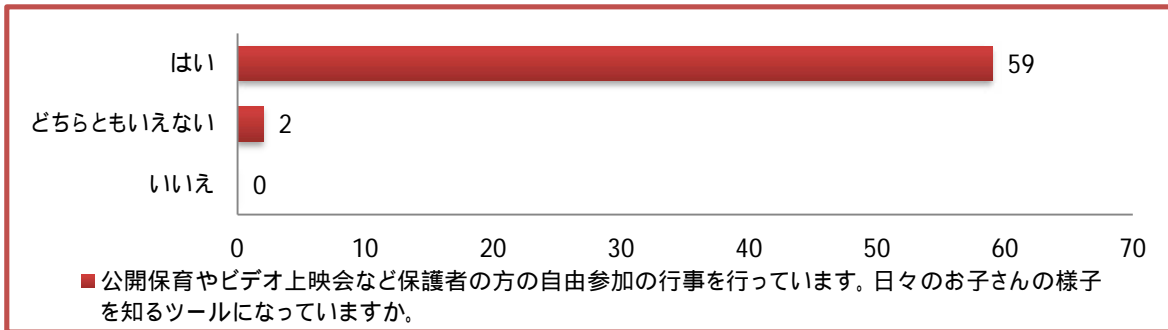 はい 59
どちらともいえない 2
いいえ 0
0 10 20 30 40 50 60 70
公開保育やビデオ上映会など保護者の方の自由参加の行事を行っています。日々のお子さんの様子
を知るツールになっていますか。